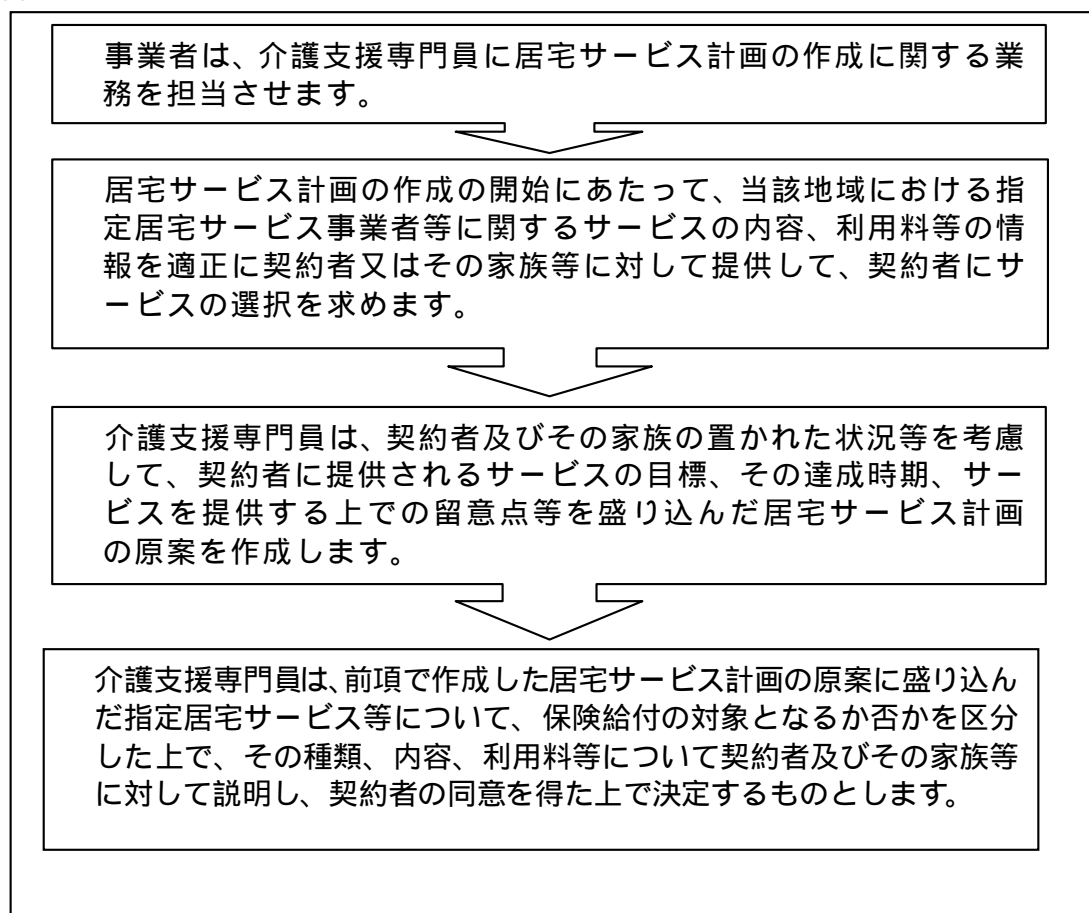 事業者は、介護支援専門員に居宅サービス計画の作成に関する業
務を担当させます。
居宅サービス計画の作成の開始にあたって、当該地域における指
定居宅サービス事業者等に関するサービスの内容、利用料等の情
報を適正に契約者又はその家族等に対して提供して、契約者にサ
ービスの選択を求めます。
介護支援専門員は、契約者及びその家族の置かれた状況等を考慮
して、契約者に提供されるサービスの目標、その達成時期、サー
ビスを提供する上での留意点等を盛り込んだ居宅サービス計画
の原案を作成します。
介護支援専門員は、前項で作成した居宅サービス計画の原案に盛り込ん
だ指定居宅サービス等について、保険給付の対象となるか否かを区分
した上で、その種類、内容、利用料等について契約者及びその家族等
に対して説明し、契約者の同意を得た上で決定するものとします。